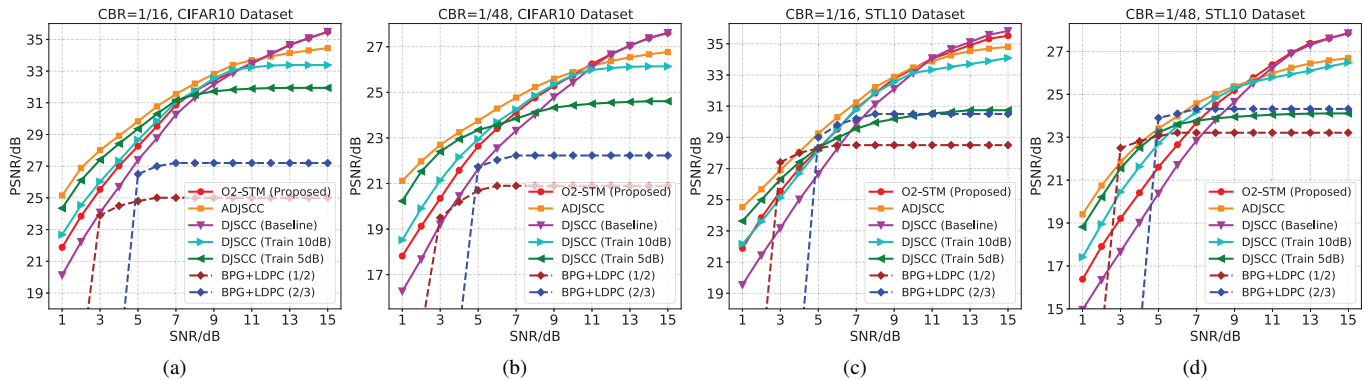 CBR=1/16, CIFAR10 Dataset
PSNR/dB
35
33
31
29
27
25
23
21
19
O2-STM (Proposed)
ADJSCC
DJSCC (Baseline)
DJSCC (Train 10dB)
DJSCC (Train 5dB)
BPG+LDPC (1/2)
BPG+LDPC (2/3)
1 3 5 7 9 11 13 15
SNR/dB
(a)
CBR=1/48, CIFAR10 Dataset
PSNR/dB
27
25
23
21
19
17
O2-STM (Proposed)
ADJSCC
DJSCC (Baseline)
DJSCC (Train 10dB)
DJSCC (Train 5dB)
BPG+LDPC (1/2)
BPG+LDPC (2/3)
1 3 5 7 9 11 13 15
SNR/dB
(b)
CBR=1/16, STL10 Dataset
PSNR/dB
35
33
31
29
27
25
23
21
19
O2-STM (Proposed)
ADJSCC
DJSCC (Baseline)
DJSCC (Train 10dB)
DJSCC (Train 5dB)
BPG+LDPC (1/2)
BPG+LDPC (2/3)
1 3 5 7 9 11 13 15
SNR/dB
(c)
CBR=1/48, STL10 Dataset
PSNR/dB
27
25
23
21
19
17
15
O2-STM (Proposed)
ADJSCC
DJSCC (Baseline)
DJSCC (Train 10dB)
DJSCC (Train 5dB)
BPG+LDPC (1/2)
BPG+LDPC (2/3)
1 3 5 7 9 11 13 15
SNR/dB
(d)